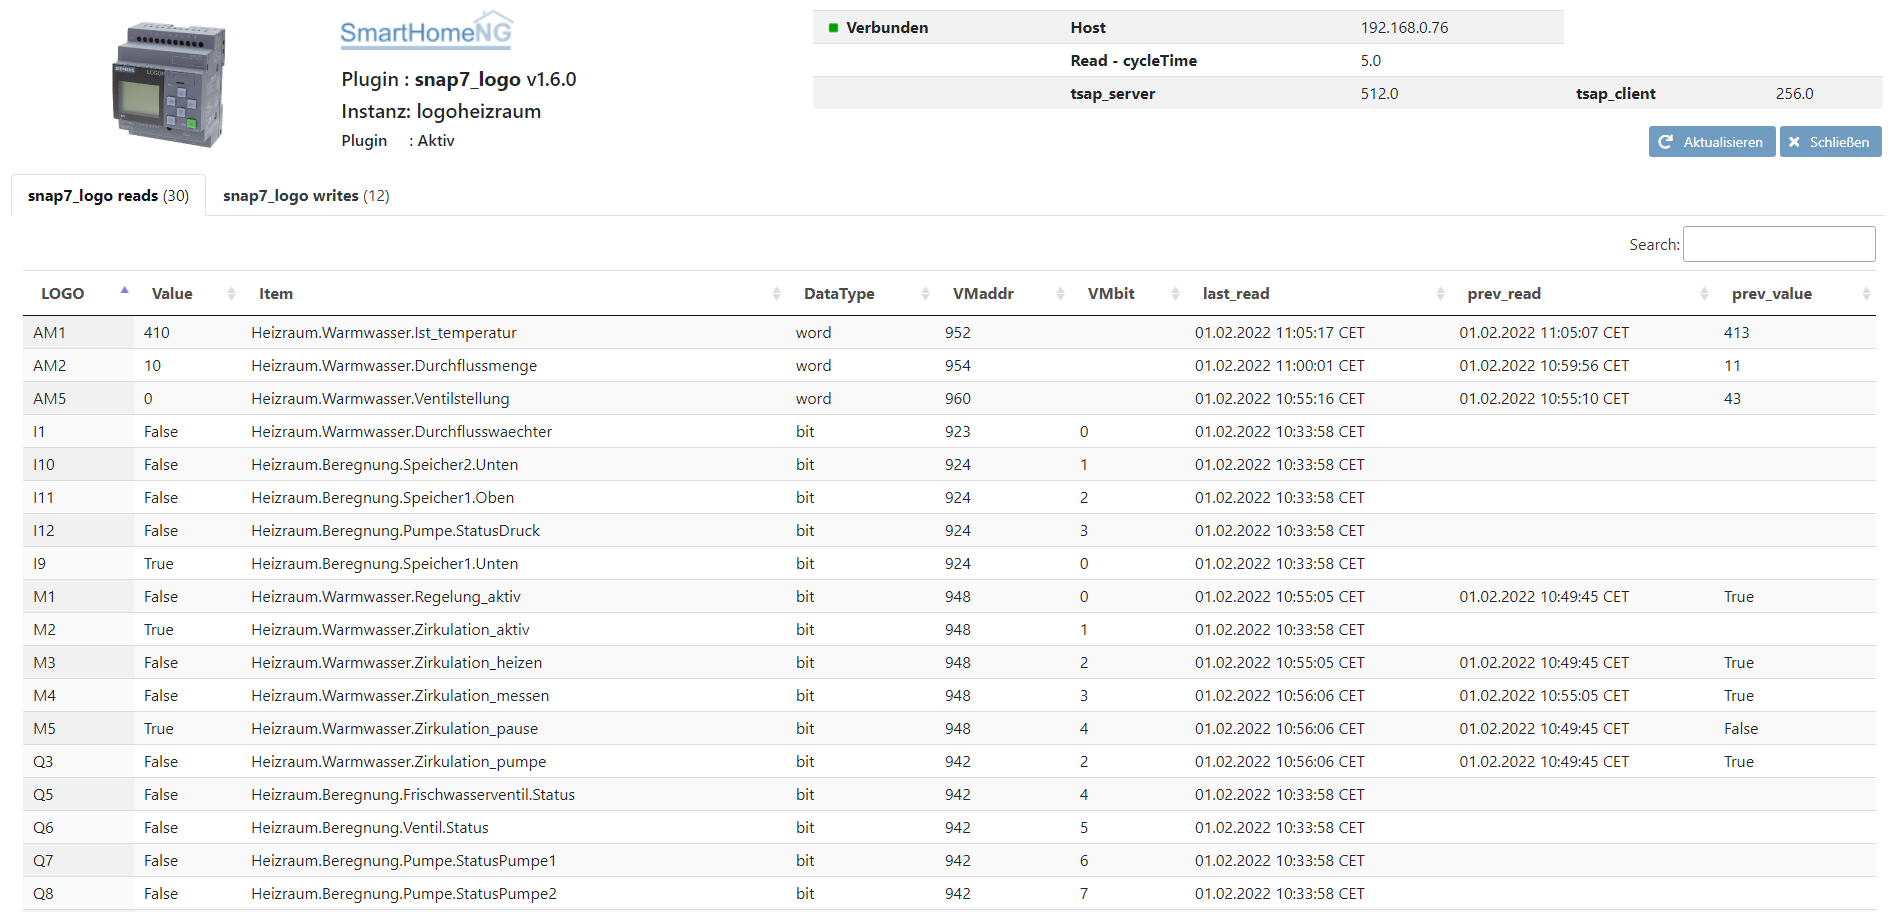 SIEMENS
LOGO!
SmartHomeNG
Plugin : snap7_logo v1.6.0
Instanz: logoheizraum
Plugin : Aktiv
Verbunden Host 192.168.0.76
Read - cycleTime 5.0
tsap_server 512.0 tsap_client 256.0
Aktualisieren Schließen
snap7_logo reads (30) snap7_logo writes (12)
Search:
LOGO Value Item DataType VMaddr VMbit last_read prev_read prev_value
AM1 410 Heizraum.Warmwasser.Ist_temperatur word 952 01.02.2022 11:05:17 CET 01.02.2022 11:05:07 CET 413
AM2 10 Heizraum.Warmwasser.Durchflussmenge word 954 01.02.2022 11:00:01 CET 01.02.2022 10:59:56 CET 11
AM5 0 Heizraum.Warmwasser.Ventilstellung word 960 01.02.2022 10:55:16 CET 01.02.2022 10:55:10 CET 43
I1 False Heizraum.Warmwasser.Durchflusswaechter bit 923 0 01.02.2022 10:33:58 CET
I10 False Heizraum.Beregnung.Speicher2.Unten bit 924 1 01.02.2022 10:33:58 CET
I11 False Heizraum.Beregnung.Speicher1.Oben bit 924 2 01.02.2022 10:33:58 CET
I12 False Heizraum.Beregnung.Pumpe.StatusDruck bit 924 3 01.02.2022 10:33:58 CET
I9 True Heizraum.Beregnung.Speicher1.Unten bit 924 0 01.02.2022 10:33:58 CET
M1 False Heizraum.Warmwasser.Regelung_aktiv bit 948 0 01.02.2022 10:55:05 CET 01.02.2022 10:49:45 CET True
M2 True Heizraum.Warmwasser.Zirkulation_aktiv bit 948 1 01.02.2022 10:33:58 CET
M3 False Heizraum.Warmwasser.Zirkulation_heizen bit 948 2 01.02.2022 10:55:05 CET 01.02.2022 10:49:45 CET True
M4 False Heizraum.Warmwasser.Zirkulation_messen bit 948 3 01.02.2022 10:56:06 CET 01.02.2022 10:55:05 CET True
M5 True Heizraum.Warmwasser.Zirkulation_pause bit 948 4 01.02.2022 10:56:06 CET 01.02.2022 10:49:45 CET False
Q3 False Heizraum.Warmwasser.Zirkulation_pumpe bit 942 2 01.02.2022 10:56:06 CET 01.02.2022 10:49:45 CET True
Q5 False Heizraum.Beregnung.Frischwasserventil.Status bit 942 4 01.02.2022 10:33:58 CET
Q6 False Heizraum.Beregnung.Ventil.Status bit 942 5 01.02.2022 10:33:58 CET
Q7 False Heizraum.Beregnung.Pumpe.StatusPumpe1 bit 942 6 01.02.2022 10:33:58 CET
Q8 False Heizraum.Beregnung.Pumpe.StatusPumpe2 bit 942 7 01.02.2022 10:33:58 CET